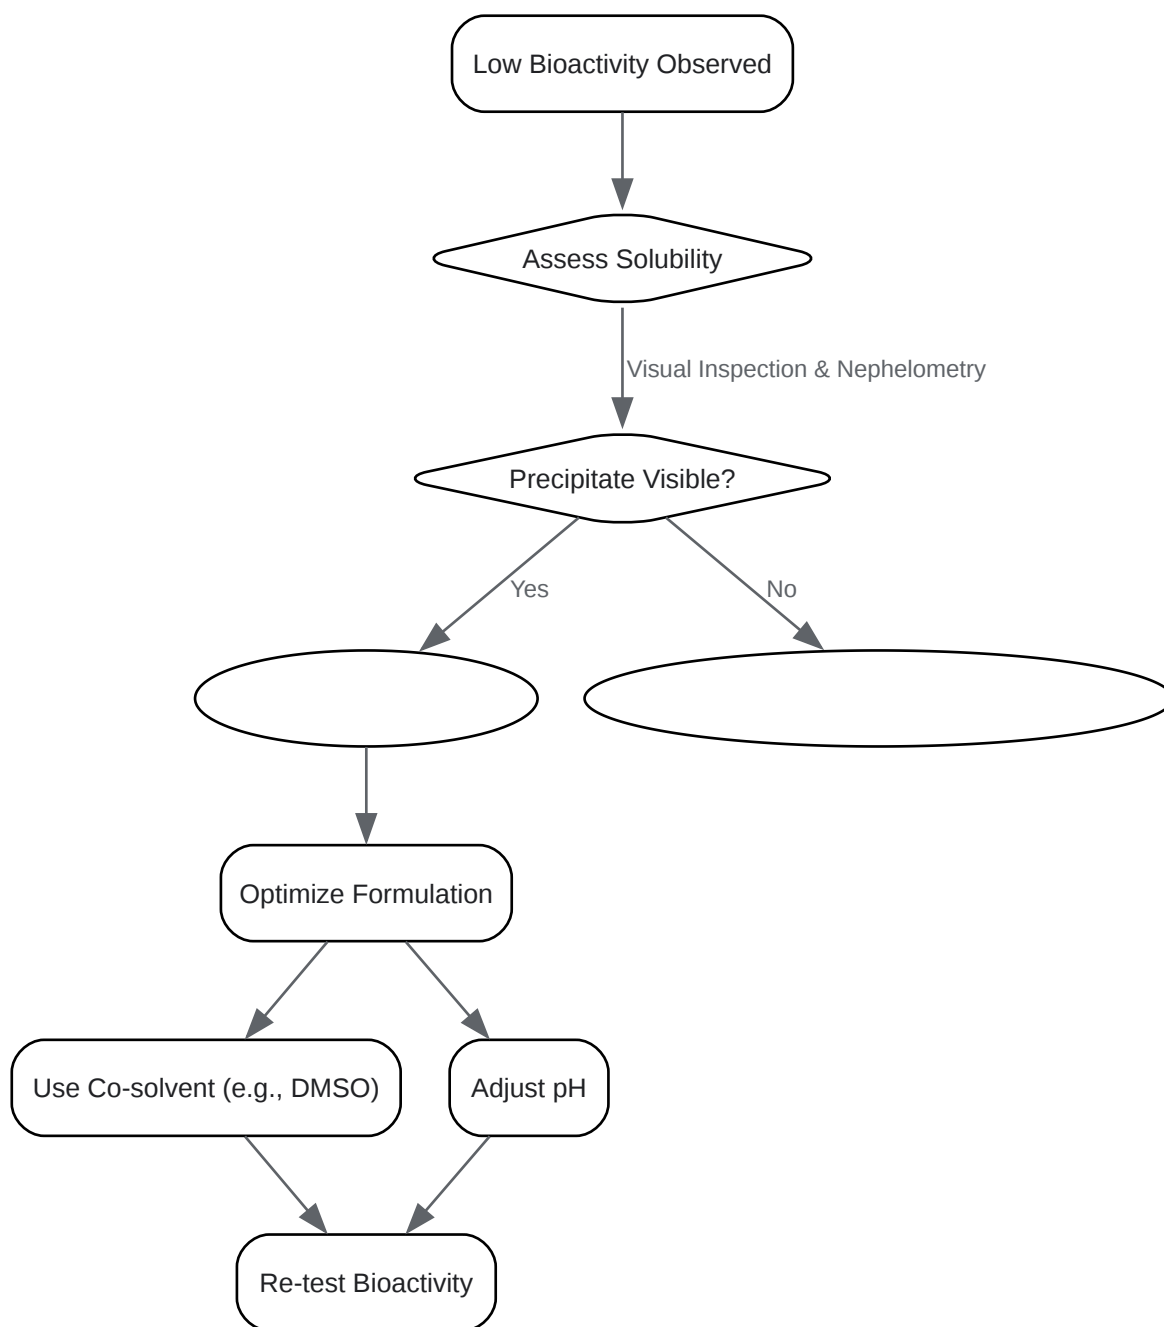 Low Bioactivity Observed
Assess Solubility
Visual Inspection & Nephelometry
Precipitate Visible?
Yes
No
Optimize Formulation
Use Co-solvent (e.g., DMSO)
Adjust pH
Re-test Bioactivity